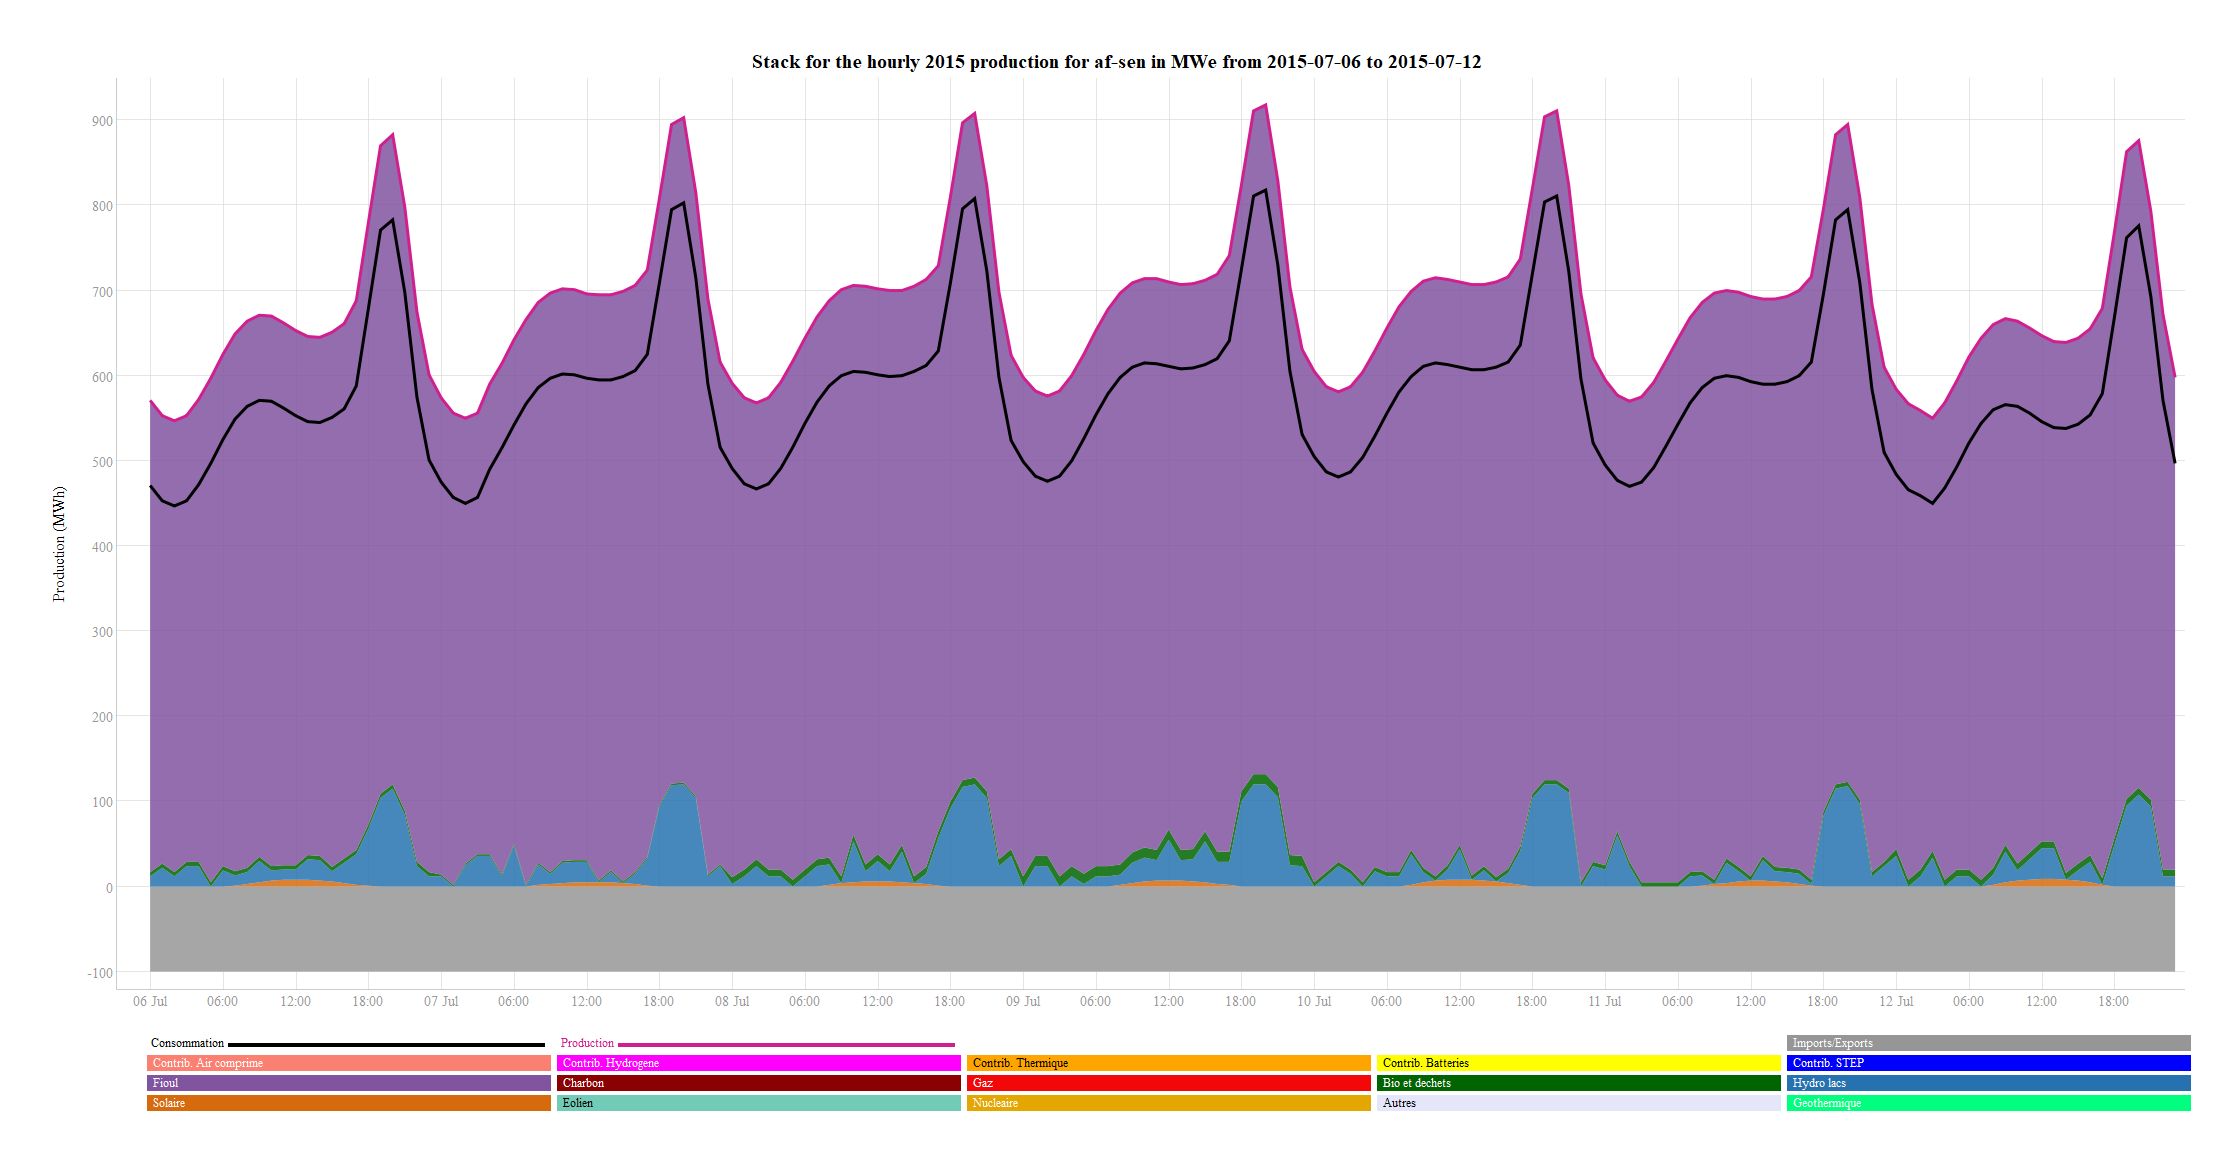 Stack for the hourly 2015 production for af-sen in MWe from 2015-07-06 to 2015-07-12
Production (MWh)
900
800
700
600
500
400
300
200
100
0
-100
06 Jul 06:00 12:00 18:00 07 Jul 06:00 12:00 18:00 08 Jul 06:00 12:00 18:00 09 Jul 06:00 12:00 18:00 10 Jul 06:00 12:00 18:00 11 Jul 06:00 12:00 18:00 12 Jul 06:00 12:00 18:00
Consommation Production Imports/Exports
Contrib. Air comprime Contrib. Hydrogene Contrib. Thermique Contrib. Batteries Contrib. STEP
Fioul Charbon Gaz Bio et dechets Hydro lacs
Solaire Eolien Nucleaire Autres Geothermique